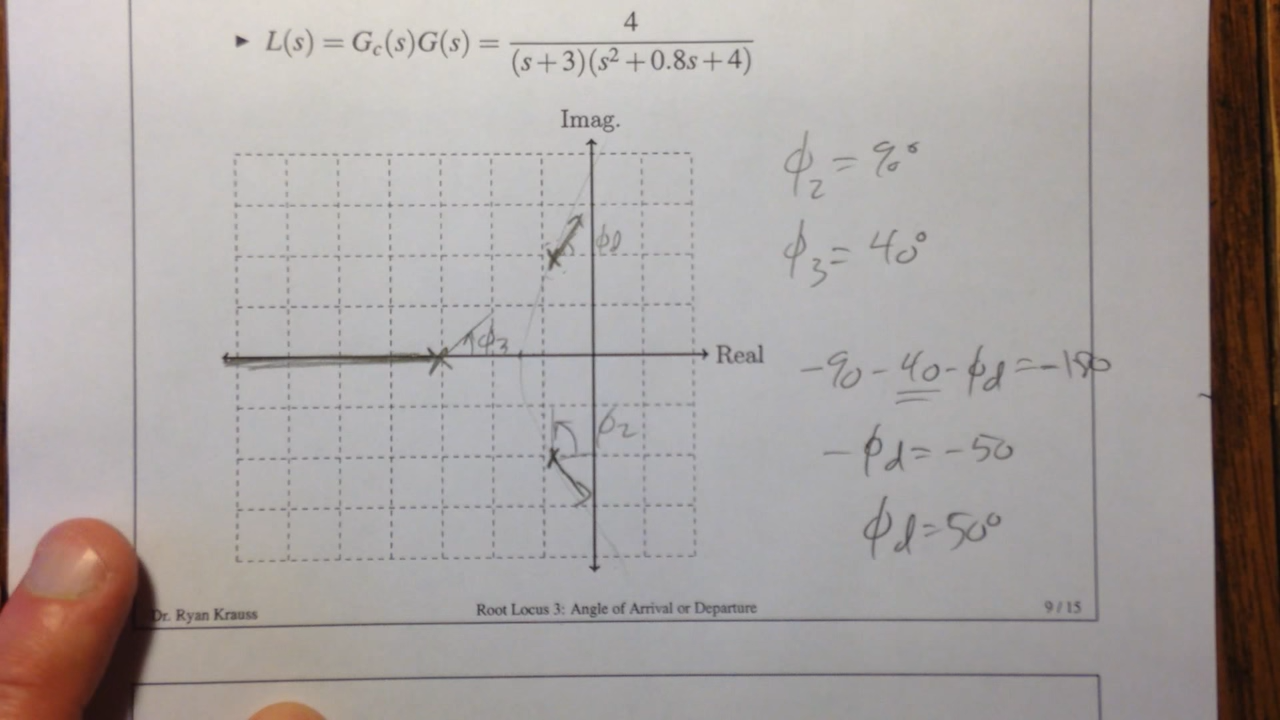 ► L(s) = G_c(s)G(s) = 4 / ((s+3)(s² + 0.8s + 4))
Imag.
ϕ₂ = 90°
ϕd
ϕ₃ = 40°
ϕ₃
Real
-90 - 40 - ϕd = -180
ϕ₂
-ϕd = -50
ϕd = 50°
Dr. Ryan Krauss
Root Locus 3: Angle of Arrival or Departure
9 / 15